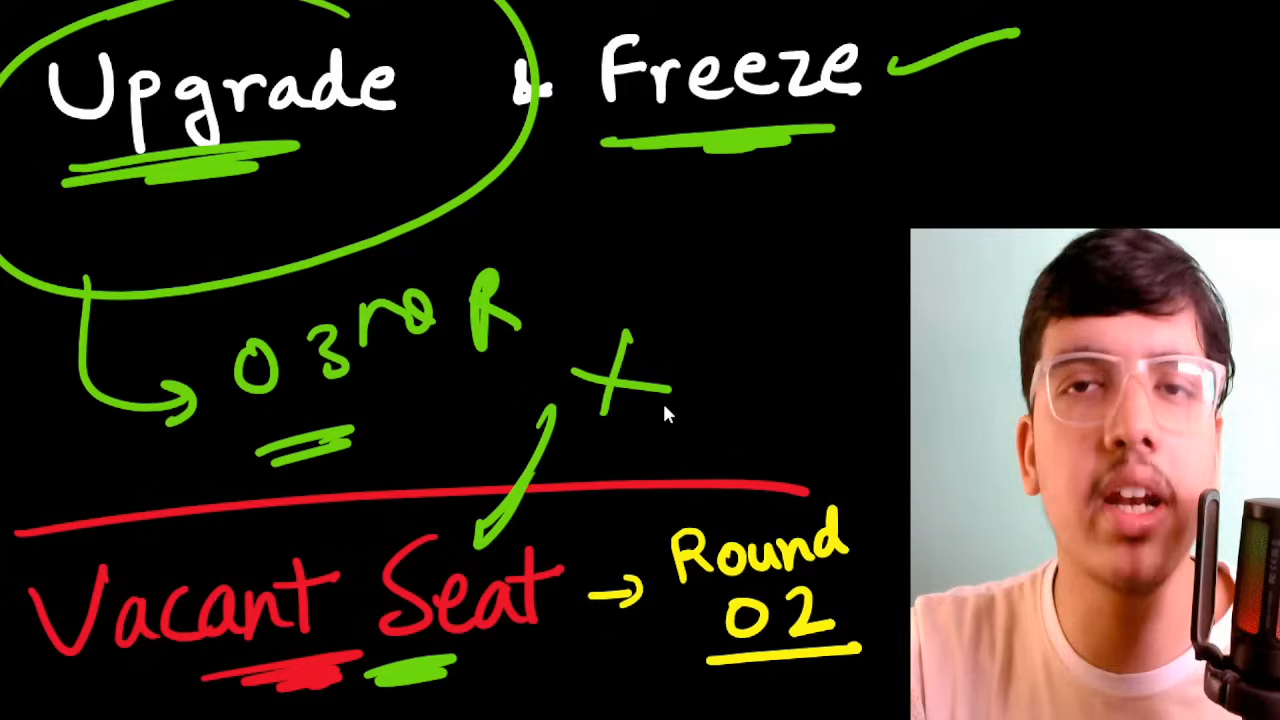 Upgrade & Freeze
03rd R
Vacant Seat → Round
02